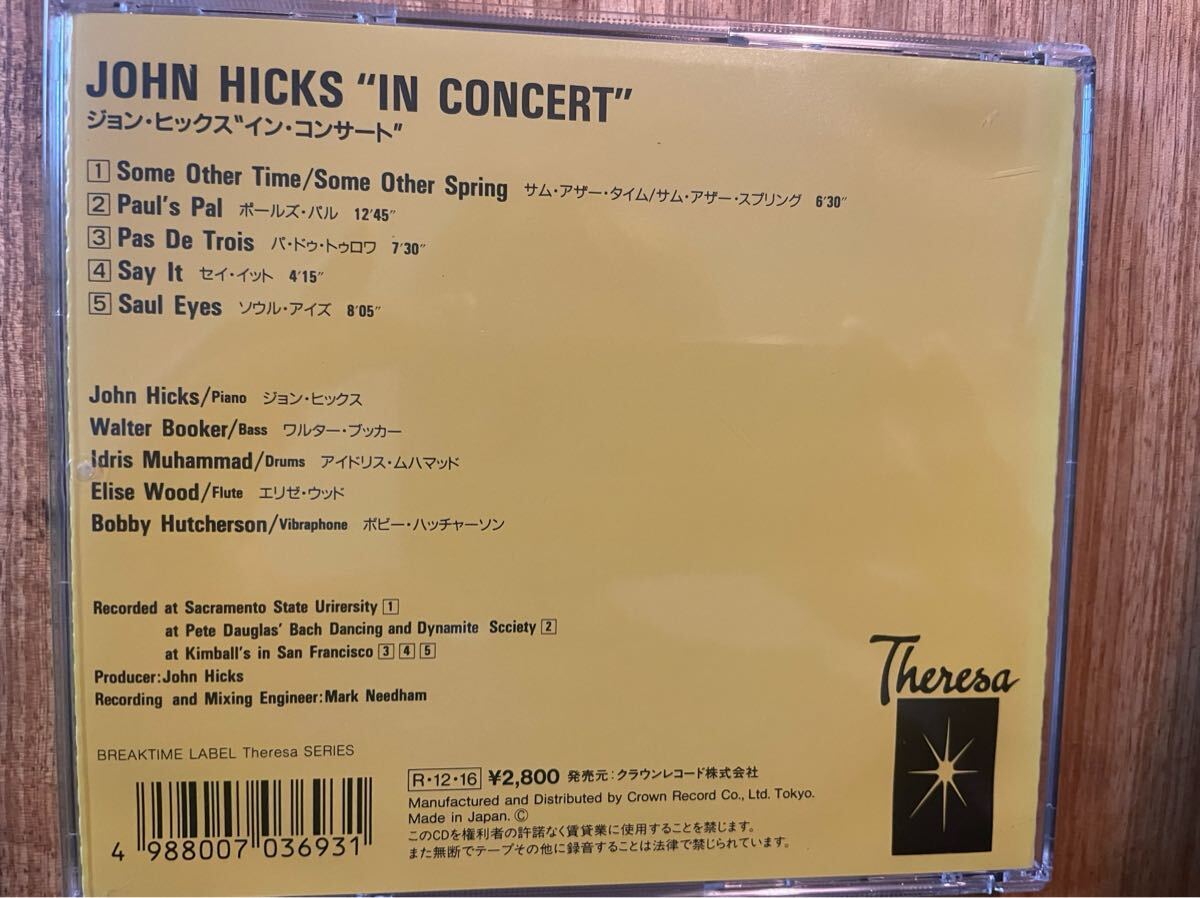 JOHN HICKS “IN CONCERT”
ジョン・ヒックス“イン・コンサート”
1 Some Other Time/Some Other Spring サム・アザー・タイム/サム・アザー・スプリング 6'30"
2 Paul's Pal ポールズ・パル 12'45"
3 Pas De Trois パ・ドゥ・トゥロワ 7'30"
4 Say It セイ・イット 4'15"
5 Saul Eyes ソウル・アイズ 8'05"
John Hicks/Piano ジョン・ヒックス
Walter Booker/Bass ワルター・ブッカー
Idris Muhammad/Drums アイドリス・ムハマッド
Elise Wood/Flute エリゼ・ウッド
Bobby Hutcherson/Vibraphone ボビー・ハッチャーソン
Recorded at Sacramento State Urirersity 1
at Pete Dauglas' Bach Dancing and Dynamite Scciety 2
at Kimball's in San Francisco 3 4 5
Producer:John Hicks
Recording and Mixing Engineer:Mark Needham
Theresa
BREAKTIME LABEL Theresa SERIES
R・12・16 ¥2,800 発売元:クラウンレコード株式会社
Manufactured and Distributed by Crown Record Co., Ltd. Tokyo.
Made in Japan. Ⓒ
このCDを権利者の許諾なく賃貸業に使用することを禁じます。
また無断でテープその他に録音することは法律で禁じられています。
4 988007 036931